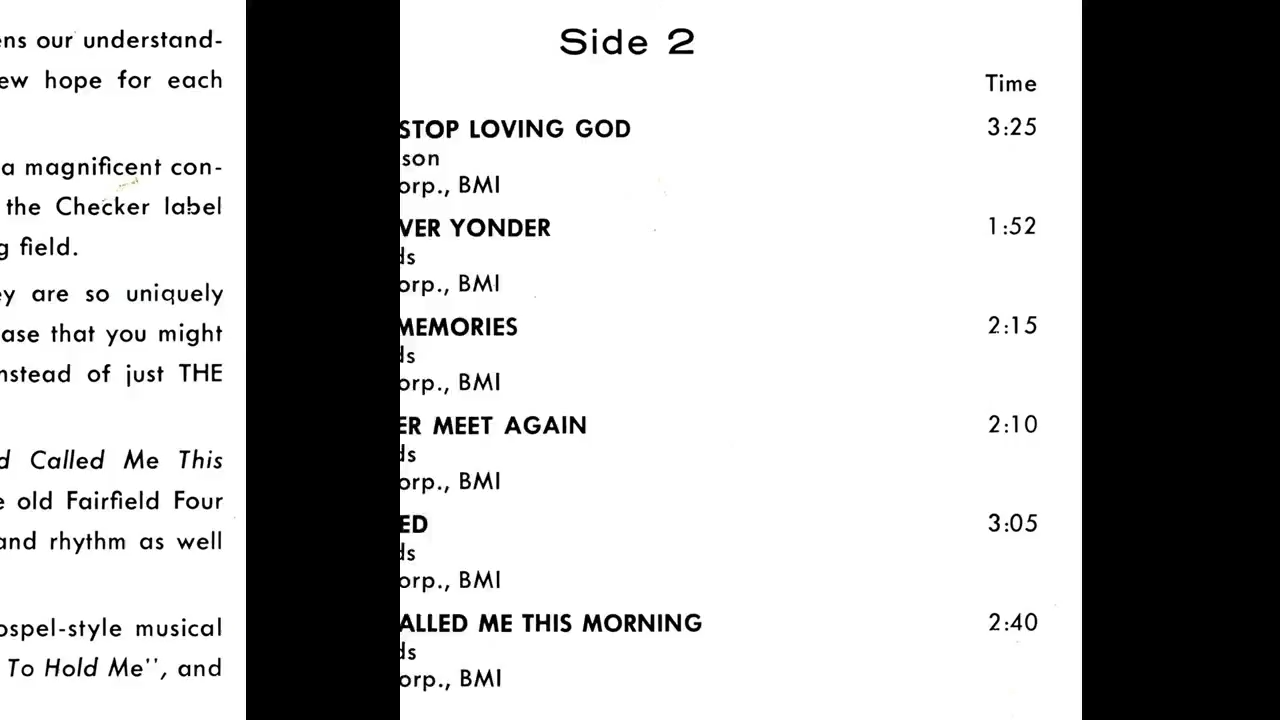 ens our understand-
ew hope for each
a magnificent con-
the Checker label
g field.
ey are so uniquely
ase that you might
nstead of just THE
d Called Me This
e old Fairfield Four
and rhythm as well
ospel-style musical
To Hold Me", and
Side 2
Time
STOP LOVING GOD 3:25
son
orp., BMI
VER YONDER 1:52
ds
orp., BMI
MEMORIES 2:15
ds
orp., BMI
ER MEET AGAIN 2:10
ds
orp., BMI
ED 3:05
ds
orp., BMI
ALLED ME THIS MORNING 2:40
ds
orp., BMI